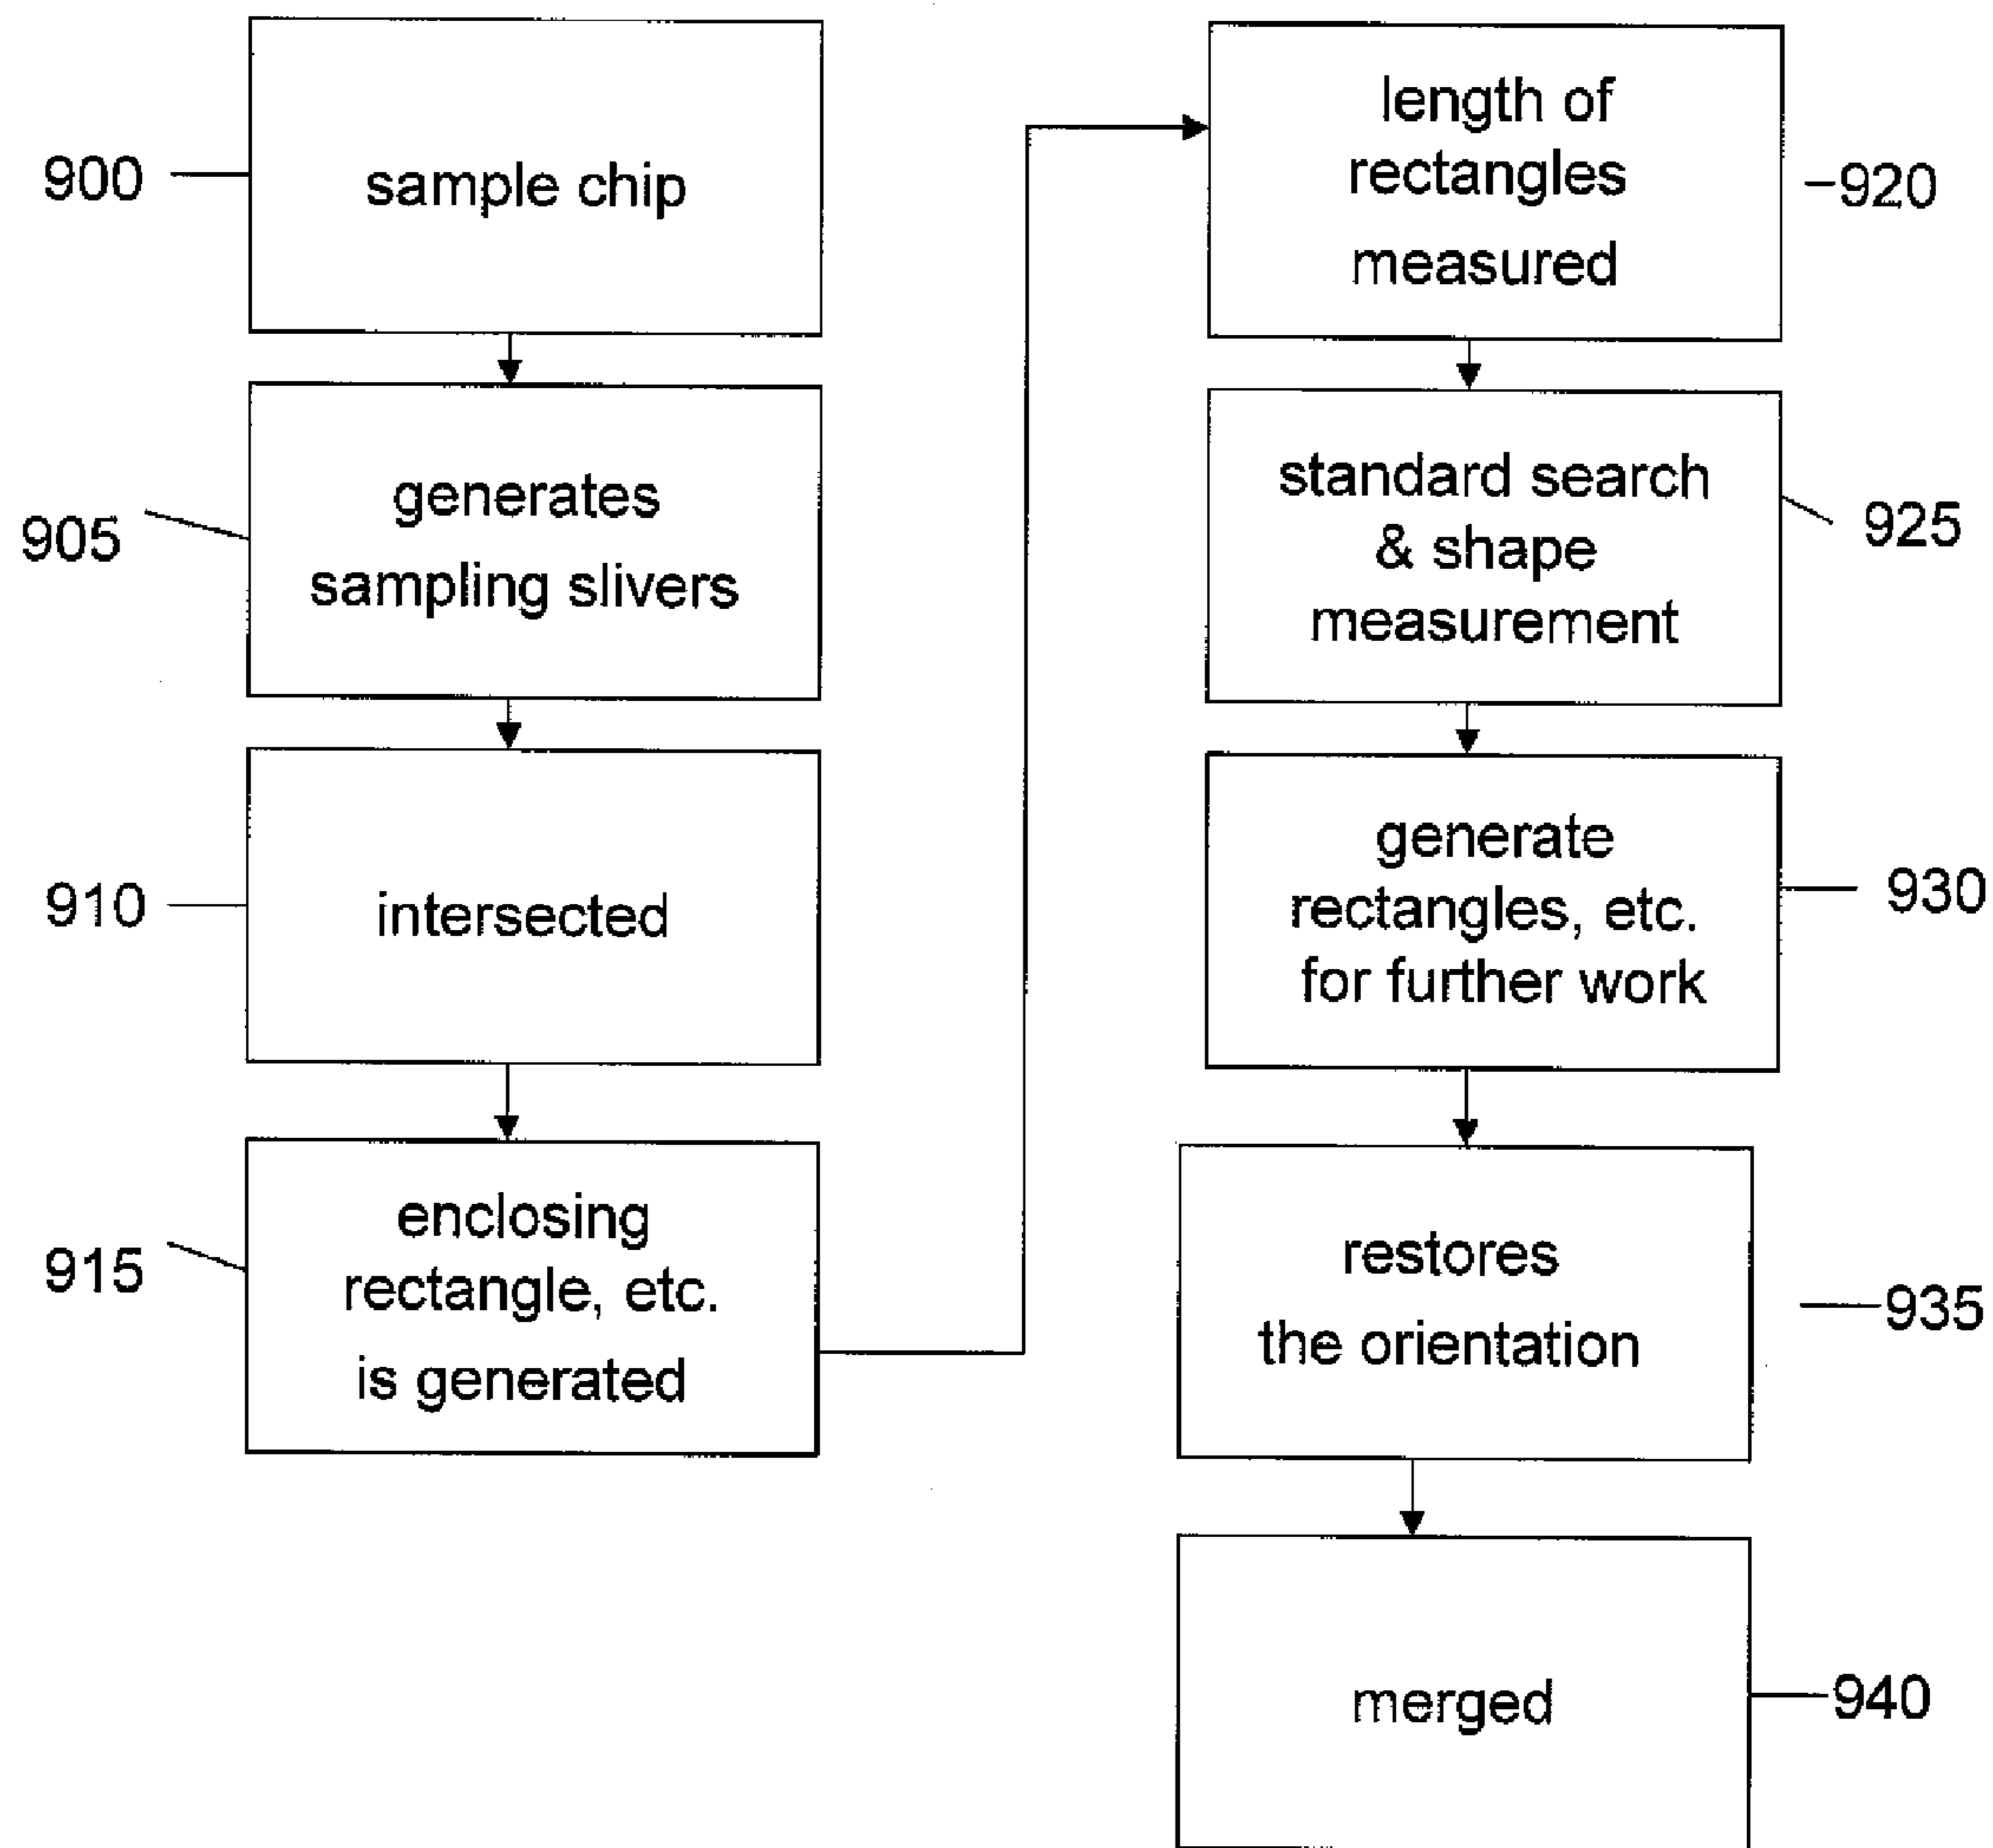 900
sample chip
905
generates
sampling slivers
910
intersected
915
enclosing
rectangle, etc.
is generated
length of
rectangles
measured
920
standard search
& shape
measurement
925
generate
rectangles, etc.
for further work
930
restores
the orientation
935
merged
940